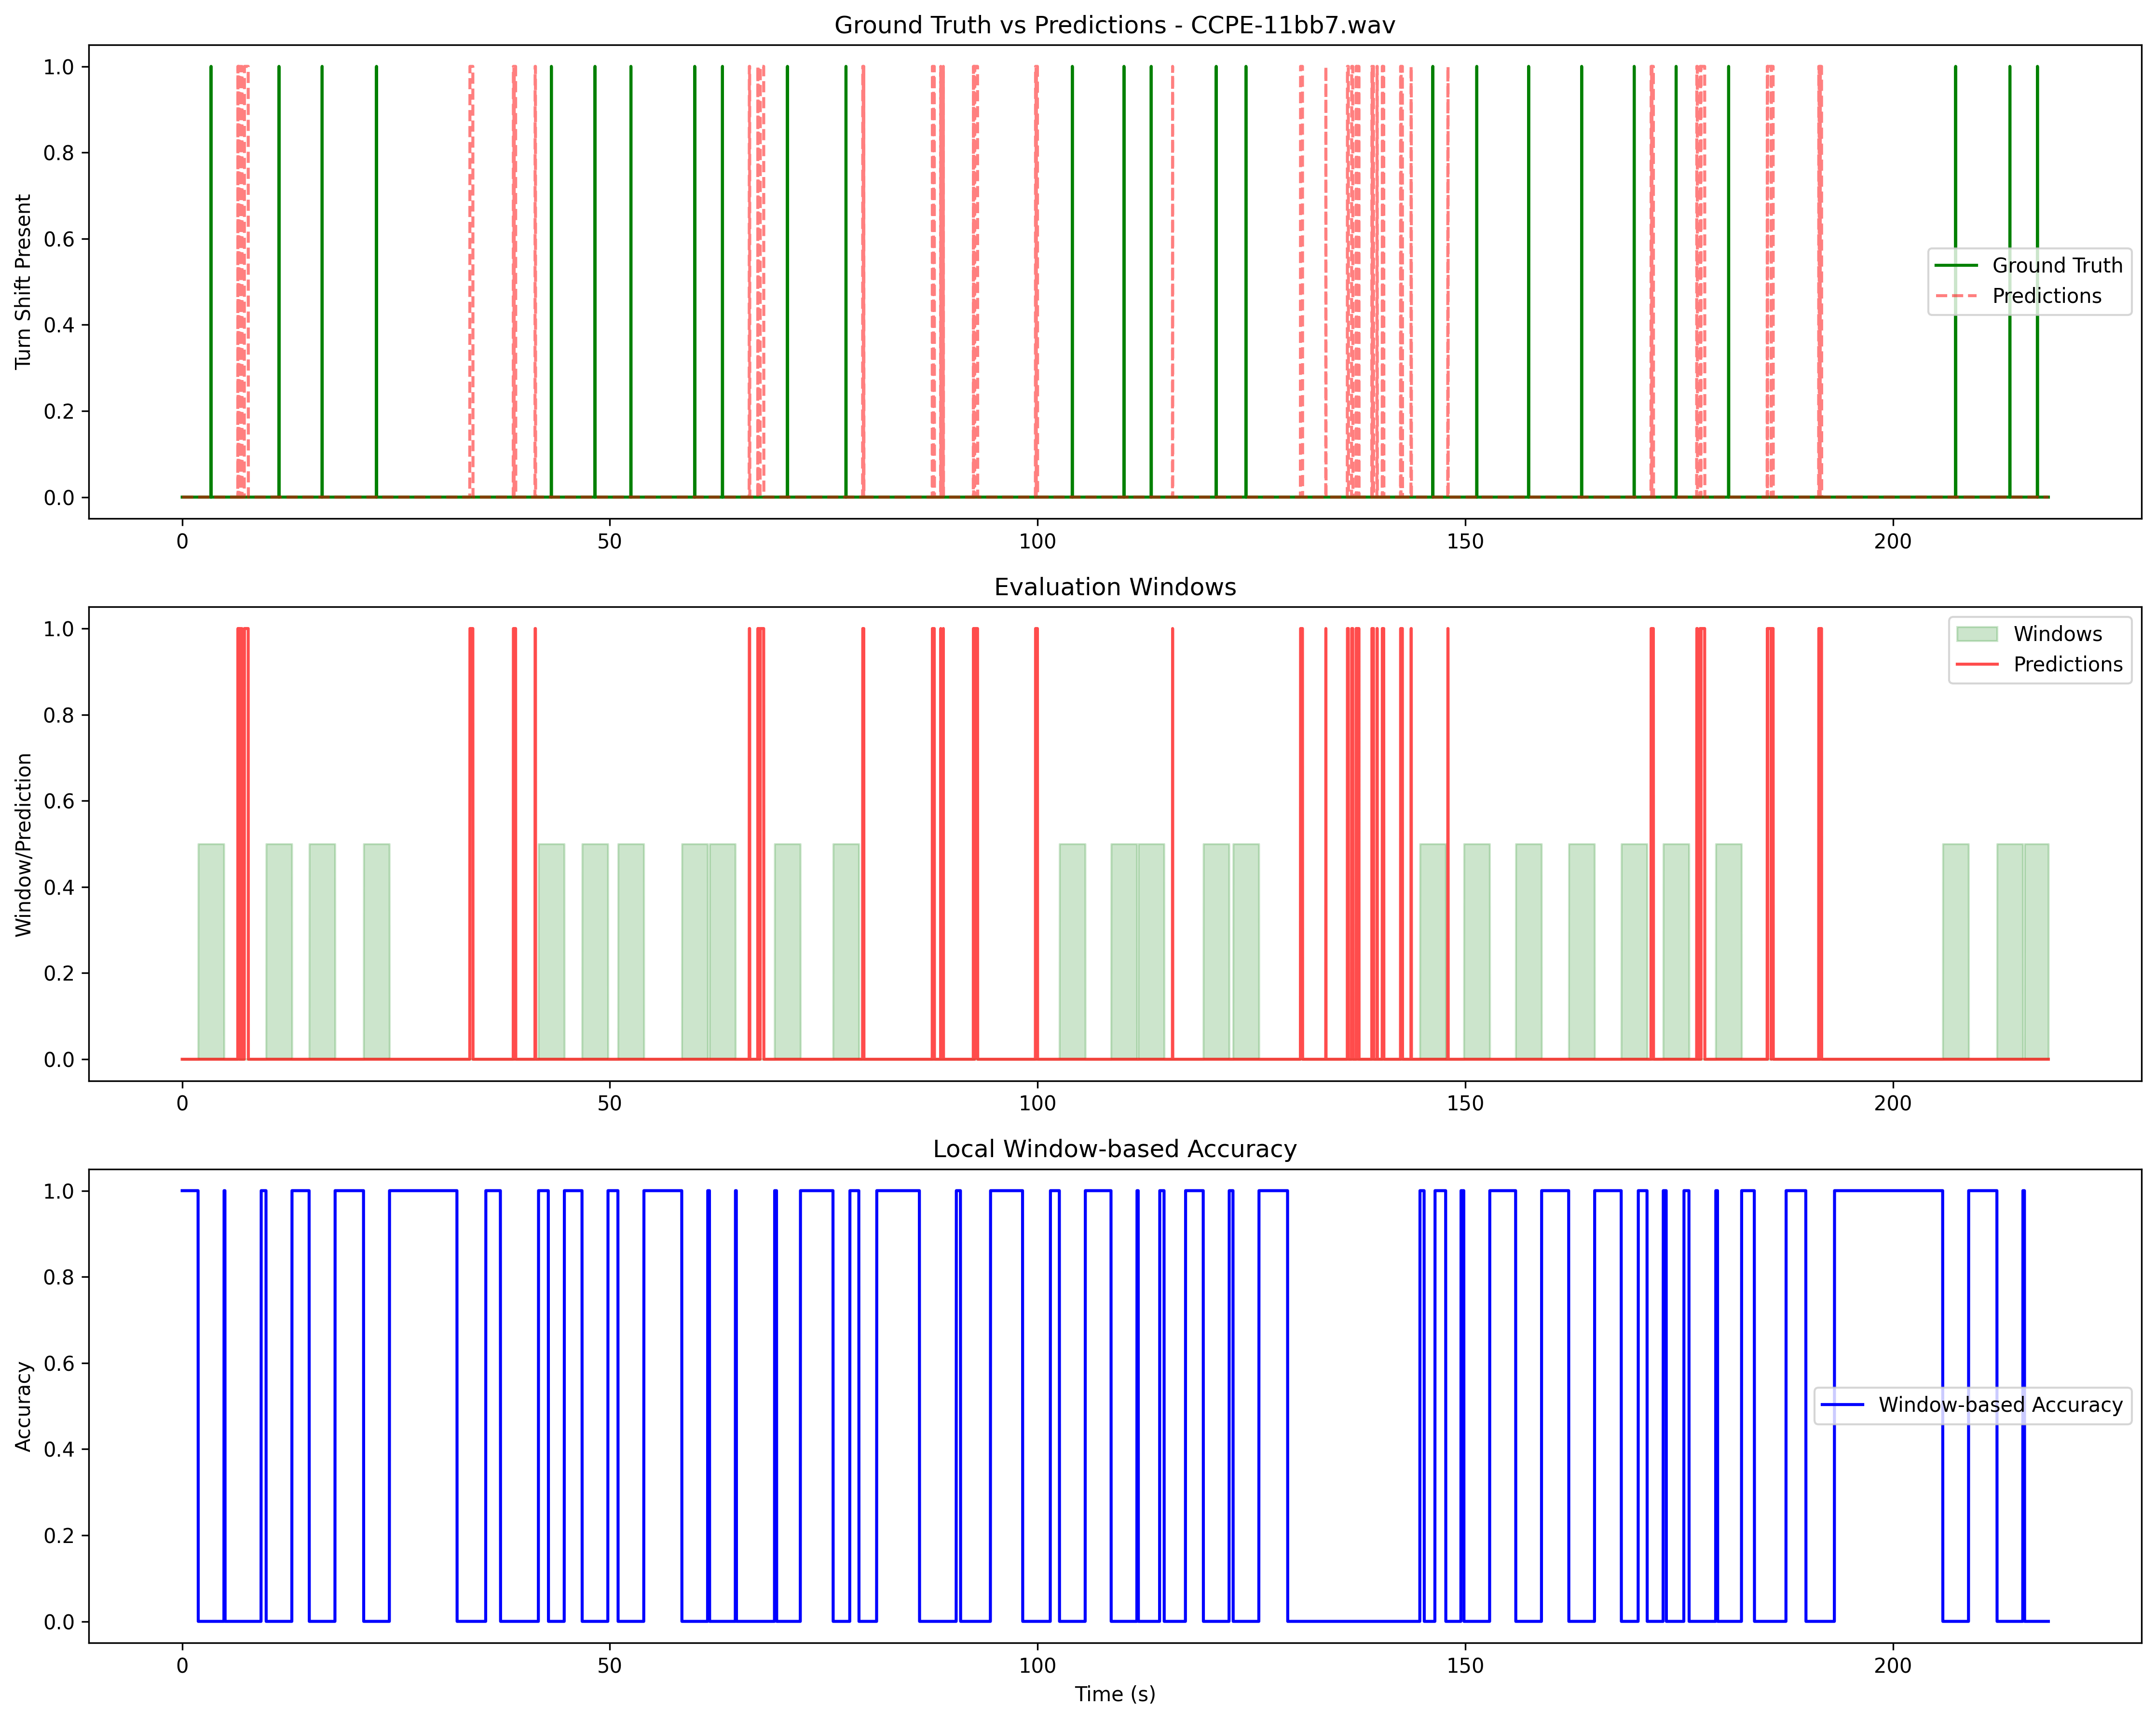 Ground Truth vs Predictions - CCPE-11bb7.wav
Turn Shift Present
1.0
0.8
0.6
0.4
0.2
0.0
Ground Truth
Predictions
0 50 100 150 200
Evaluation Windows
Window/Prediction
1.0
0.8
0.6
0.4
0.2
0.0
Windows
Predictions
0 50 100 150 200
Local Window-based Accuracy
Accuracy
1.0
0.8
0.6
0.4
0.2
0.0
Window-based Accuracy
0 50 100 150 200
Time (s)